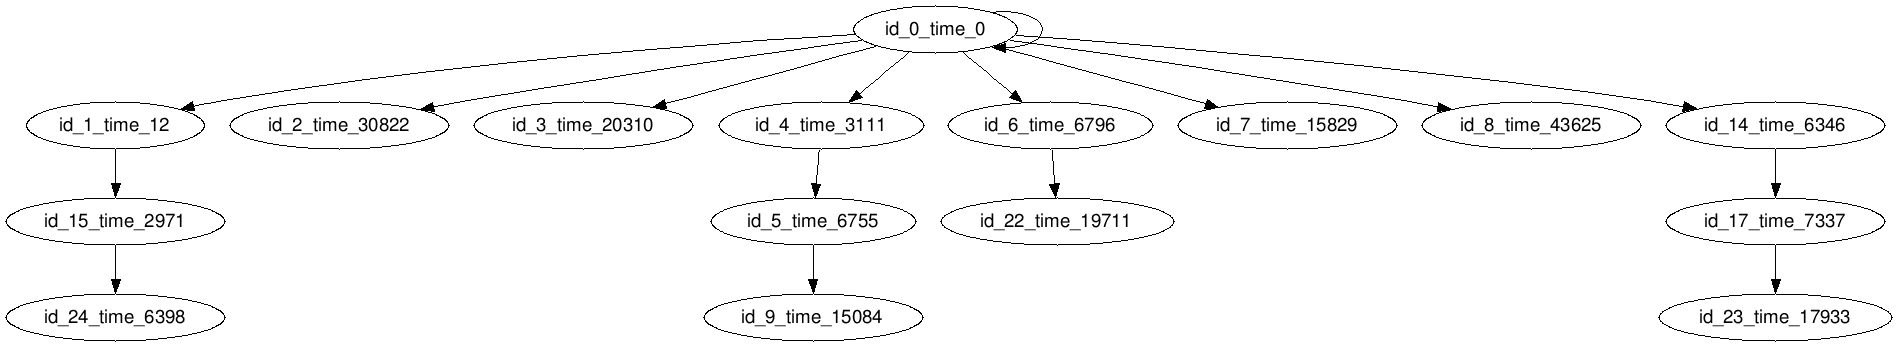 id_0_time_0
id_1_time_12
id_2_time_30822
id_3_time_20310
id_4_time_3111
id_6_time_6796
id_7_time_15829
id_8_time_43625
id_14_time_6346
id_15_time_2971
id_5_time_6755
id_22_time_19711
id_17_time_7337
id_24_time_6398
id_9_time_15084
id_23_time_17933